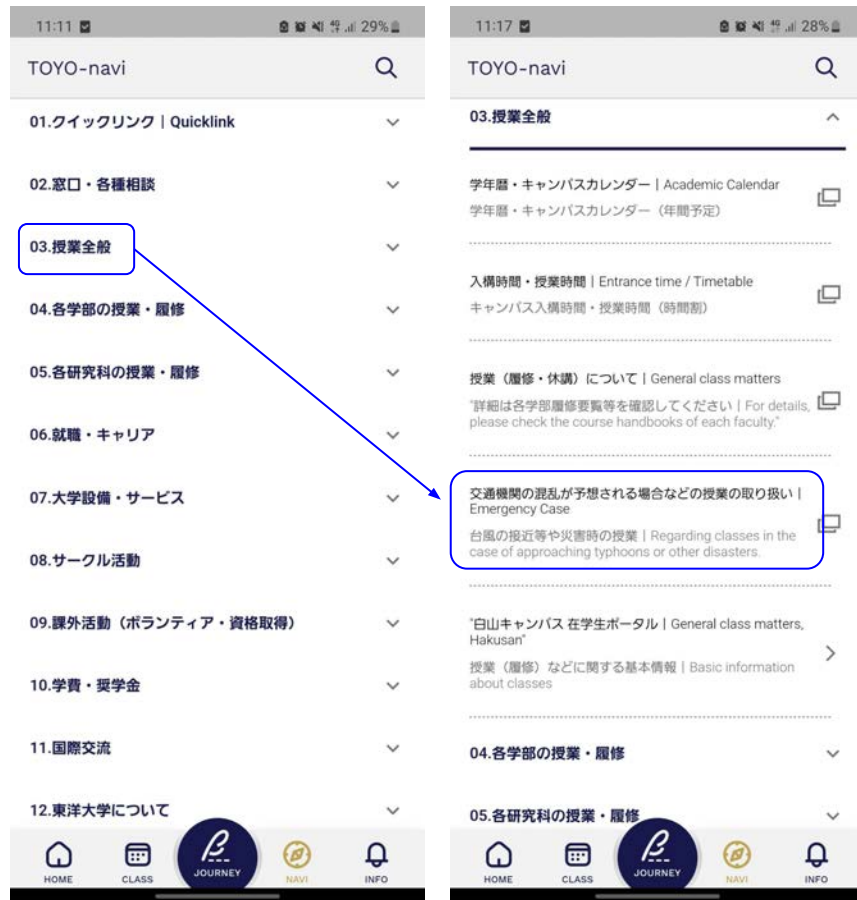 11:11
29%
TOYO-navi
01.クイックリンク | Quicklink
02.窓口・各種相談
03.授業全般
04.各学部の授業・履修
05.各研究科の授業・履修
06.就職・キャリア
07.大学設備・サービス
08.サークル活動
09.課外活動（ボランティア・資格取得）
10.学費・奨学金
11.国際交流
12.東洋大学について
HOME
CLASS
JOURNEY
NAVI
INFO
11:17
28%
TOYO-navi
03.授業全般
学年暦・キャンパスカレンダー | Academic Calendar
学年暦・キャンパスカレンダー（年間予定）
入構時間・授業時間 | Entrance time / Timetable
キャンパス入構時間・授業時間（時間割）
授業（履修・休講）について | General class matters
"詳細は各学部履修要覧等を確認してください | For details,
please check the course handbooks of each faculty."
交通機関の混乱が予想される場合などの授業の取り扱い |
Emergency Case
台風の接近等や災害時の授業 | Regarding classes in the
case of approaching typhoons or other disasters.
"白山キャンパス 在学生ポータル | General class matters,
Hakusan"
授業（履修）などに関する基本情報 | Basic information
about classes
04.各学部の授業・履修
05.各研究科の授業・履修
HOME
CLASS
JOURNEY
NAVI
INFO